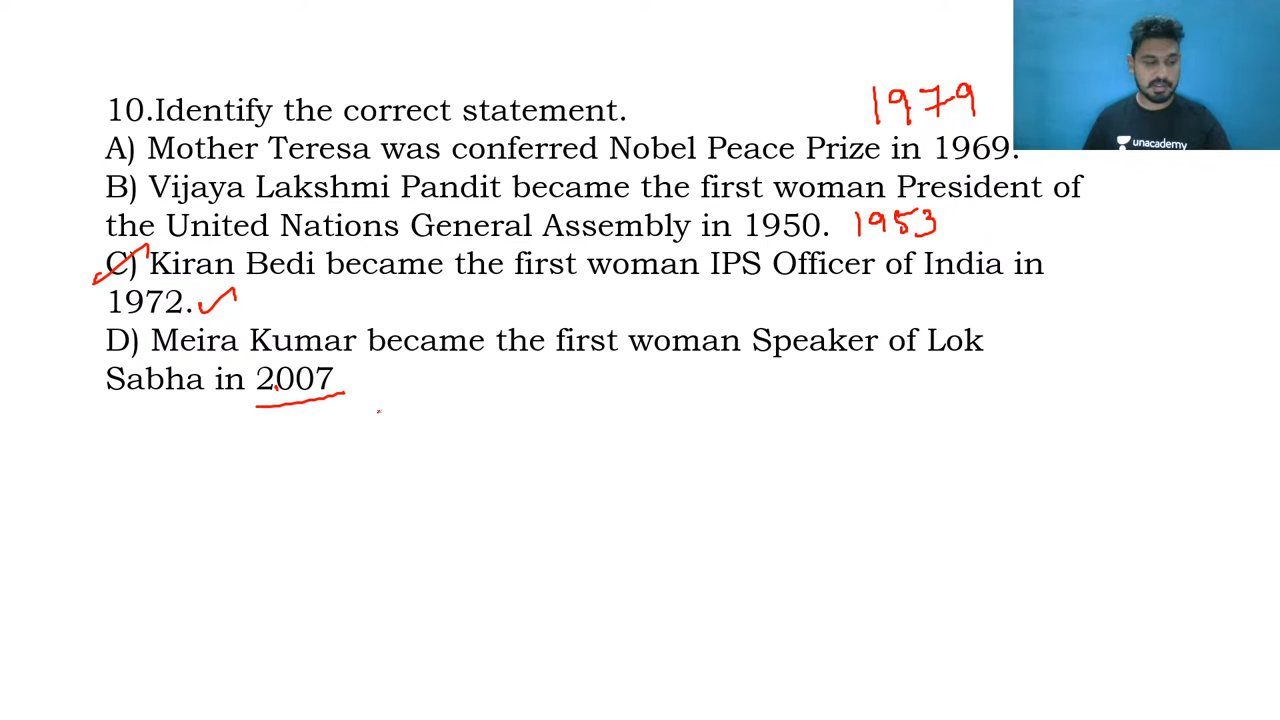 1979
10.Identify the correct statement.
A) Mother Teresa was conferred Nobel Peace Prize in 1969.
unacademy
B) Vijaya Lakshmi Pandit became the first woman President of
the United Nations General Assembly in 1950. 1953
C) Kiran Bedi became the first woman IPS Officer of India in
1972.
D) Meira Kumar became the first woman Speaker of Lok
Sabha in 2007